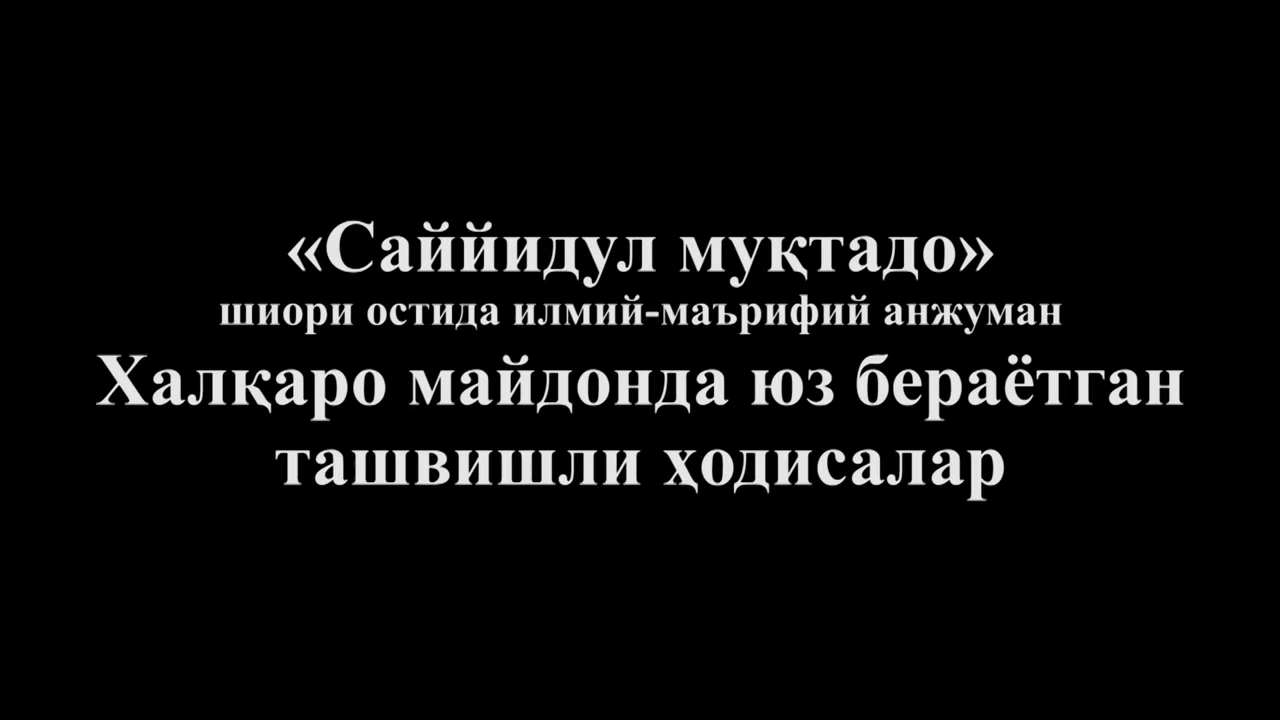 «Саййидул муқтадо»
шиори остида илмий-маърифий анжуман
Халқаро майдонда юз бераётган
ташвишли ҳодисалар